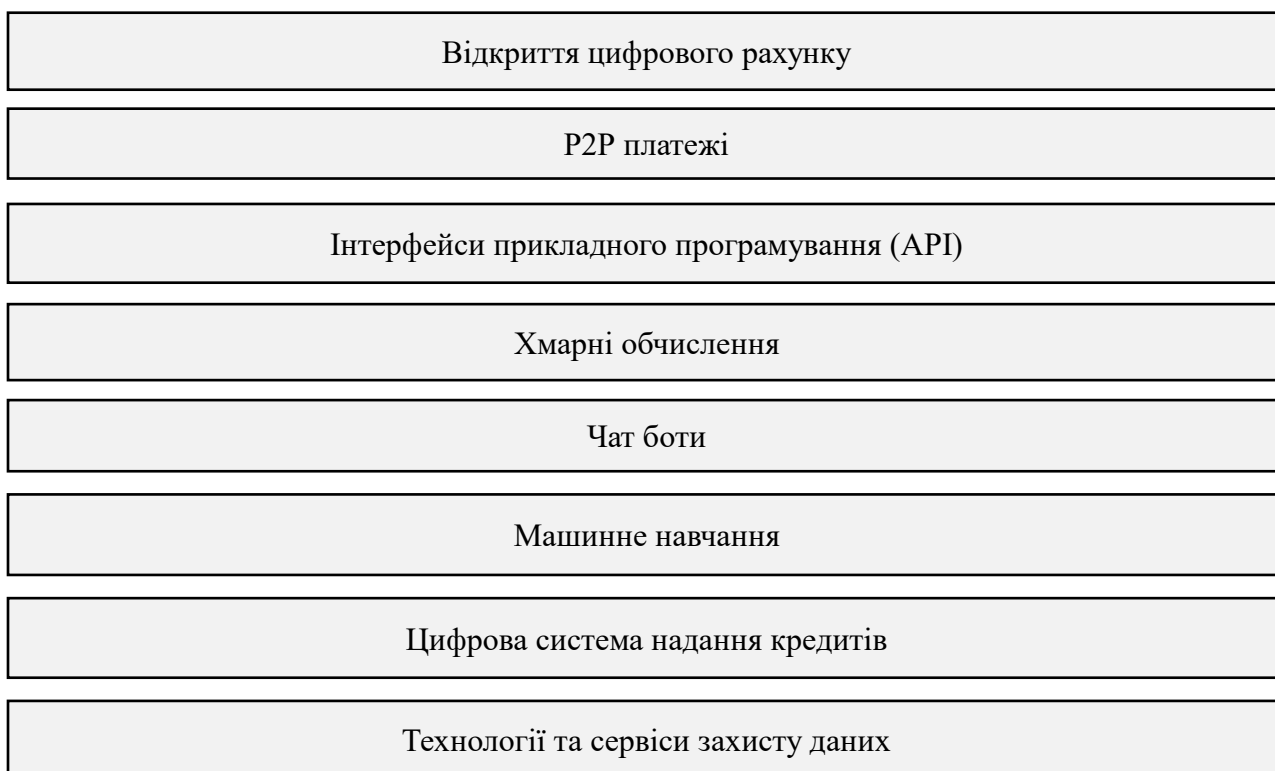 Відкриття цифрового рахунку
P2P платежі
Інтерфейси прикладного програмування (API)
Хмарні обчислення
Чат боти
Машинне навчання
Цифрова система надання кредитів
Технології та сервіси захисту даних